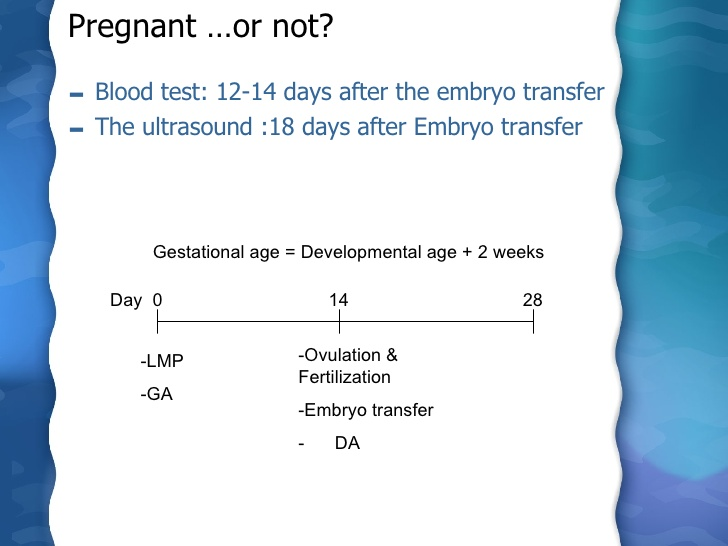 Pregnant …or not?
Blood test: 12-14 days after the embryo transfer
The ultrasound :18 days after Embryo transfer
Gestational age = Developmental age + 2 weeks
Day 0 14 28
-LMP
-GA
-Ovulation &
Fertilization
-Embryo transfer
- DA